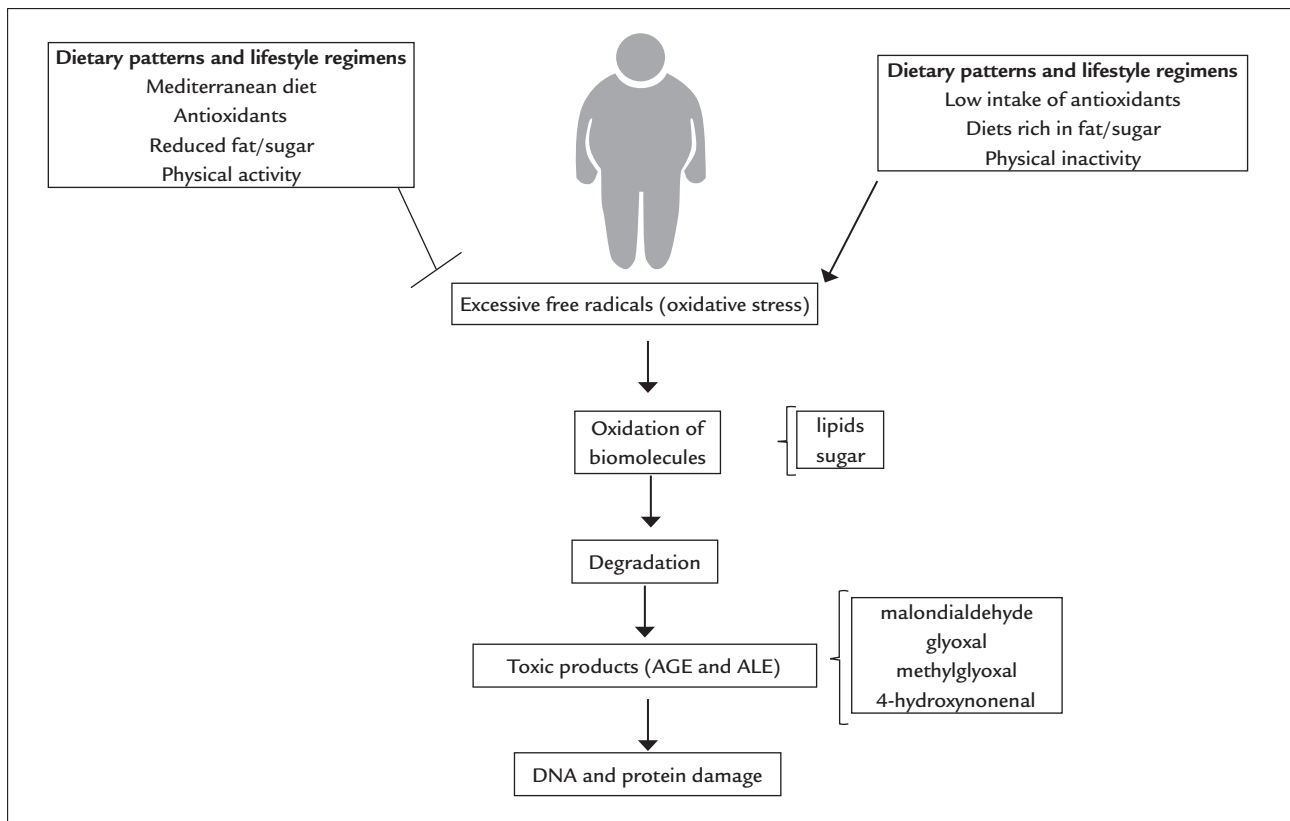 Dietary patterns and lifestyle regimens
Mediterranean diet
Antioxidants
Reduced fat/sugar
Physical activity
Dietary patterns and lifestyle regimens
Low intake of antioxidants
Diets rich in fat/sugar
Physical inactivity
Excessive free radicals (oxidative stress)
Oxidation of
biomolecules
lipids
sugar
Degradation
Toxic products (AGE and ALE)
malondialdehyde
glyoxal
methylglyoxal
4-hydroxynonenal
DNA and protein damage